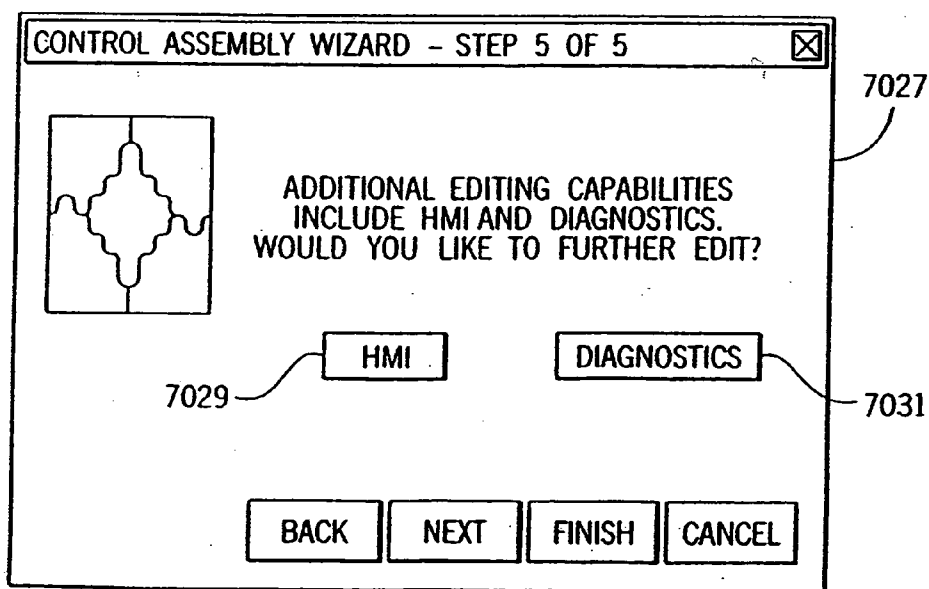 CONTROL ASSEMBLY WIZARD – STEP 5 OF 5
7027
ADDITIONAL EDITING CAPABILITIES
INCLUDE HMI AND DIAGNOSTICS.
WOULD YOU LIKE TO FURTHER EDIT?
HMI
DIAGNOSTICS
7029
7031
BACK
NEXT
FINISH
CANCEL